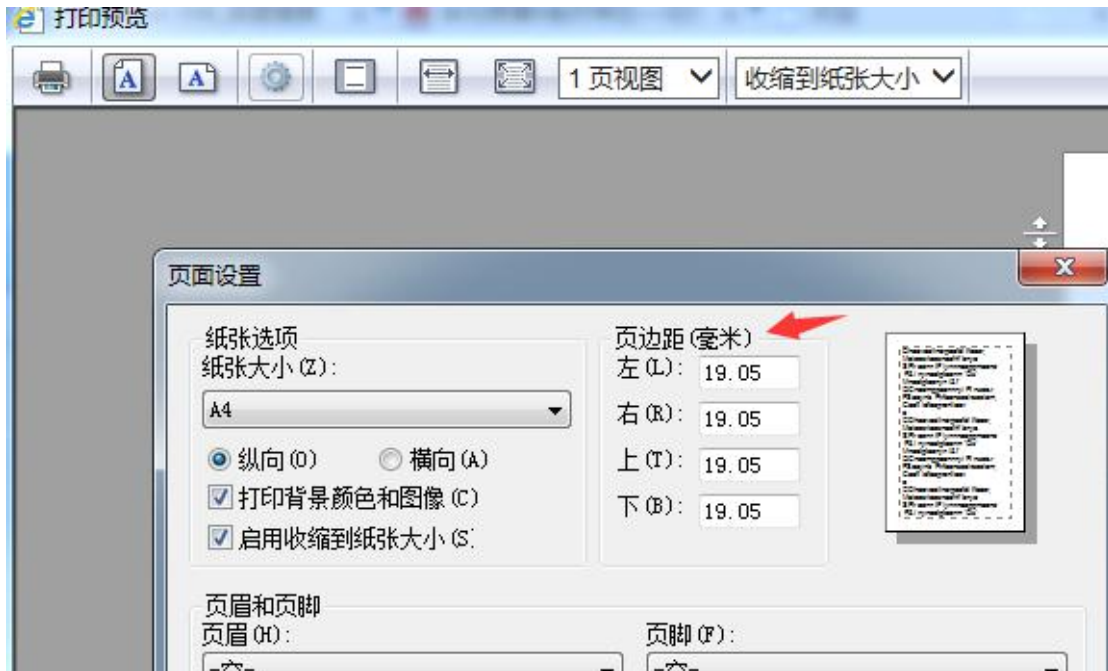 打印预览
1 页视图
收缩到纸张大小
页面设置
纸张选项
纸张大小(Z):
A4
纵向(O)
横向(A)
打印背景颜色和图像(C)
启用收缩到纸张大小(S
页边距(毫米)
左(L): 19.05
右(R): 19.05
上(T): 19.05
下(B): 19.05
页眉和页脚
页眉(H):
-空-
页脚(F):
-空-